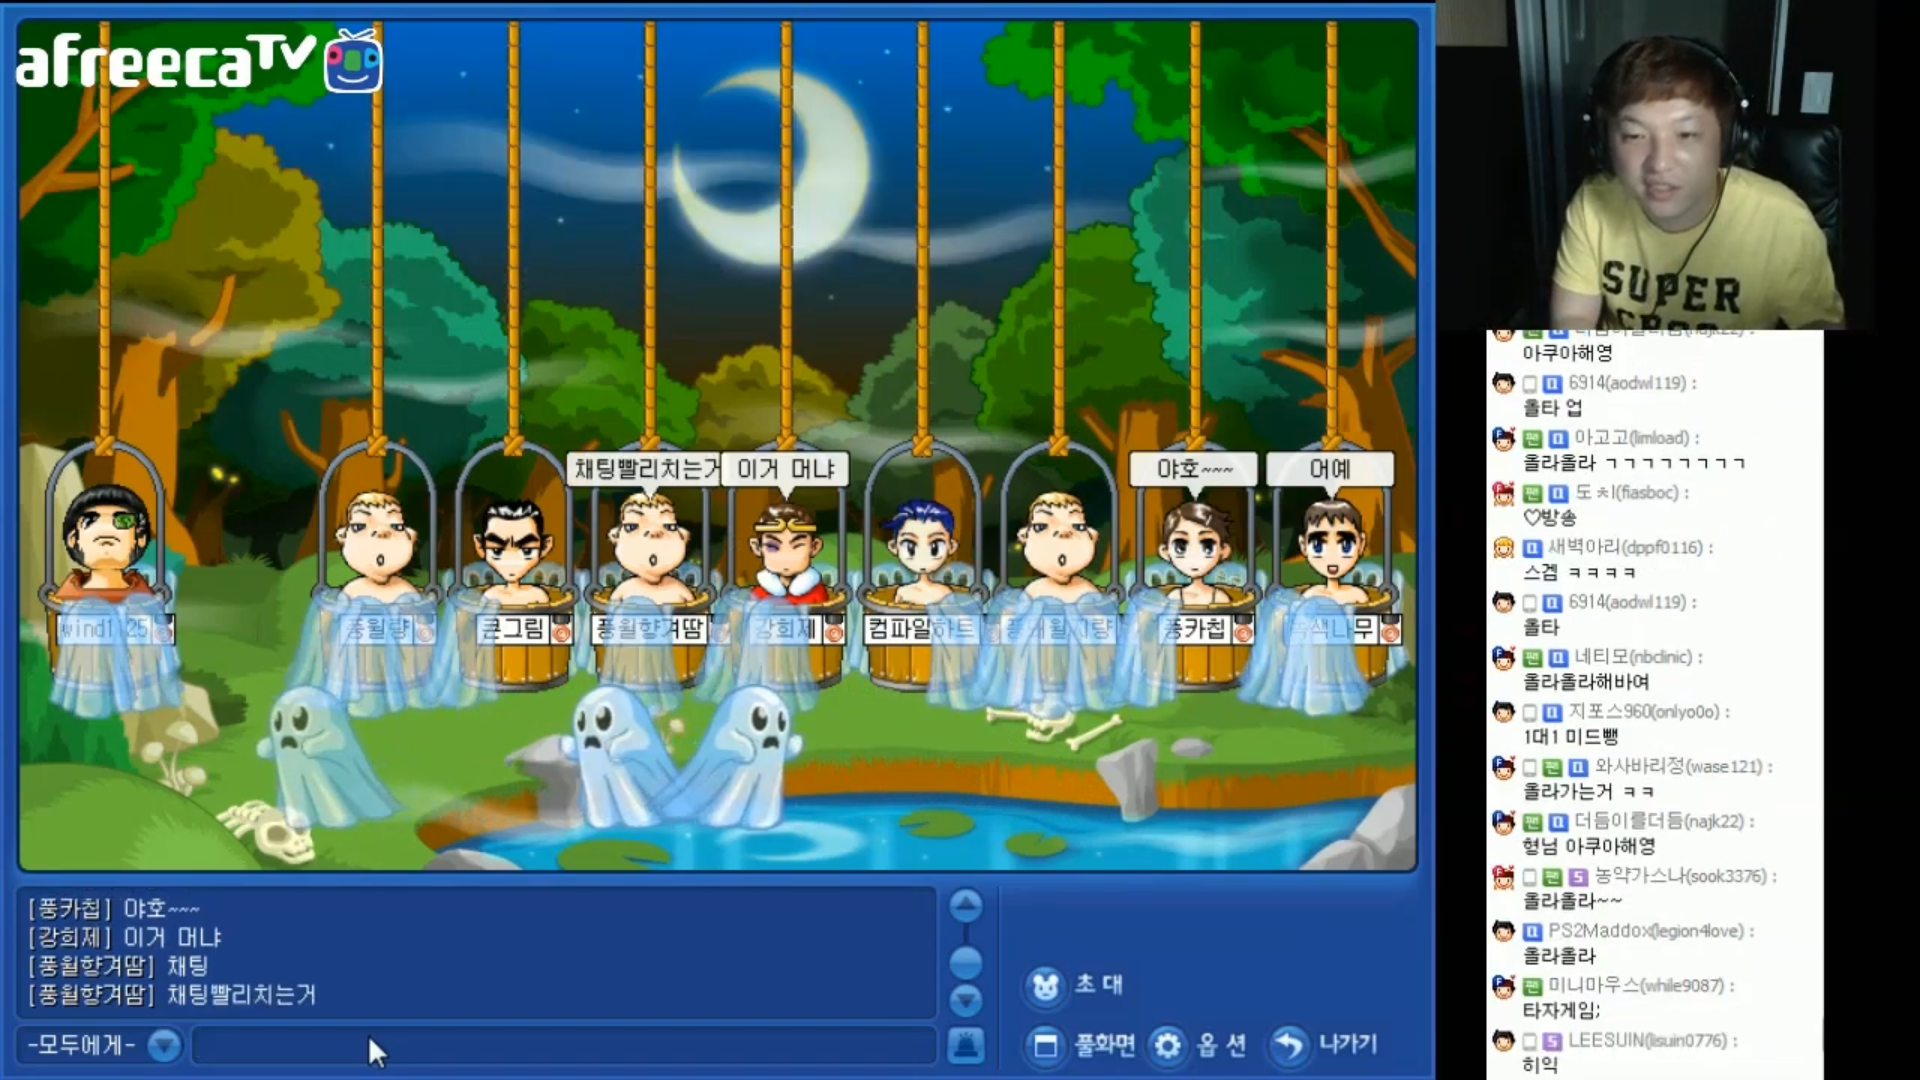 afreecaTV
채팅빨리치는거
이거 머냐
야호~~~
어예
wind1125
풍월량
큰그림
풍월향겨땀
강희제
컴파일하트
풍카칩
녹색나무
SUPER
[풍카칩] 야호~~~
[강희제] 이거 머냐
[풍월향겨땀] 채팅
[풍월향겨땀] 채팅빨리치는거
-모두에게-
초 대
풀화면
옵 션
나가기
아쿠아해영
6914(aodwl119) :
올타 업
아고고(limload) :
올라올라 ㄱㄱㄱㄱㄱㄱㄱㄱ
도ㅊI(fiasboc) :
♡방송
새벽아리(dppf0116) :
스겜 ㅋㅋㅋㅋ
6914(aodwl119) :
올타
네티모(nbclinic) :
올라올라해바여
지포스960(onlyo0o) :
1대1 미드빵
와사바리정(wase121) :
올라가는거 ㅋㅋ
더듬이를더듬(najk22) :
형님 아쿠아해영
농약가스나(sook3376) :
올라올라~~
PS2Maddox(legion4love) :
올라올라
미니마우스(while9087) :
타자게임;
LEESUIN(lisuin0776) :
히익